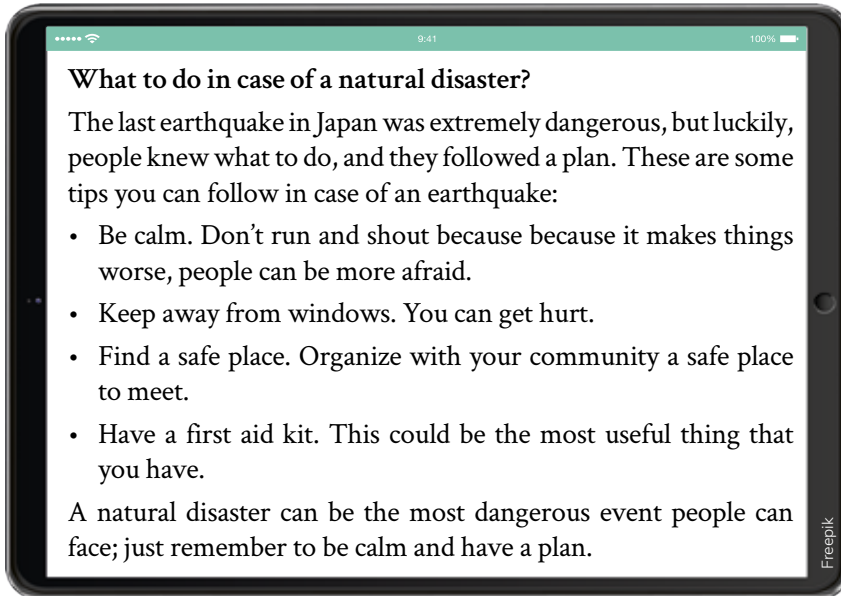 9:41
100%
What to do in case of a natural disaster?
The last earthquake in Japan was extremely dangerous, but luckily,
people knew what to do, and they followed a plan. These are some
tips you can follow in case of an earthquake:
• Be calm. Don’t run and shout because because it makes things
worse, people can be more afraid.
• Keep away from windows. You can get hurt.
• Find a safe place. Organize with your community a safe place
to meet.
• Have a first aid kit. This could be the most useful thing that
you have.
A natural disaster can be the most dangerous event people can
face; just remember to be calm and have a plan.
Freepik